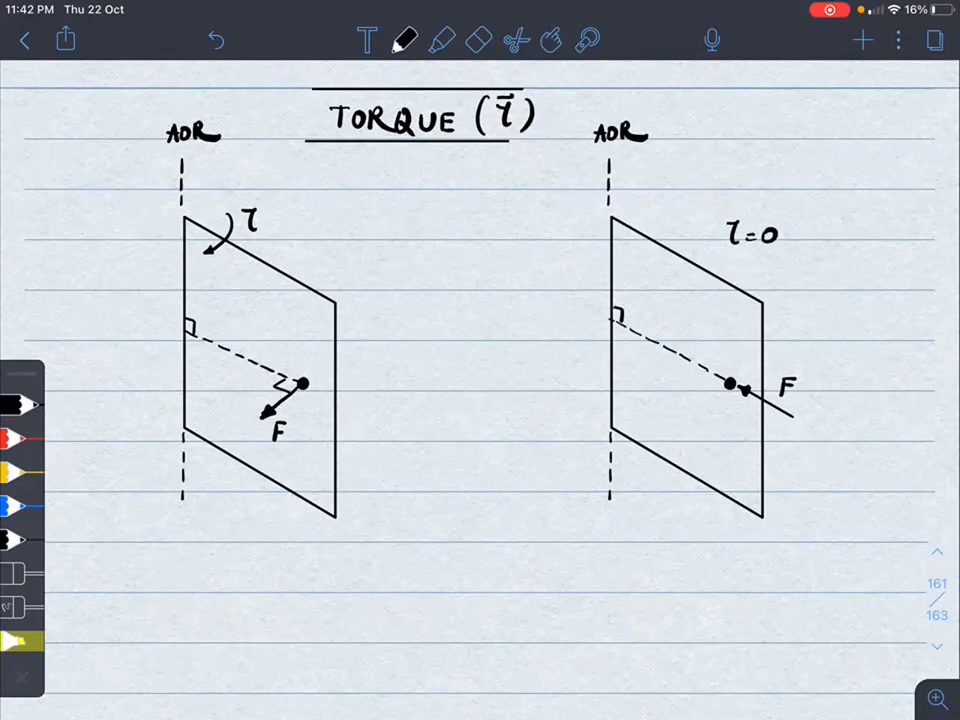 11:42 PM Thu 22 Oct 16%
TORQUE (τ⃗)
AOR AOR
τ
τ=0
F
F
161
/
163